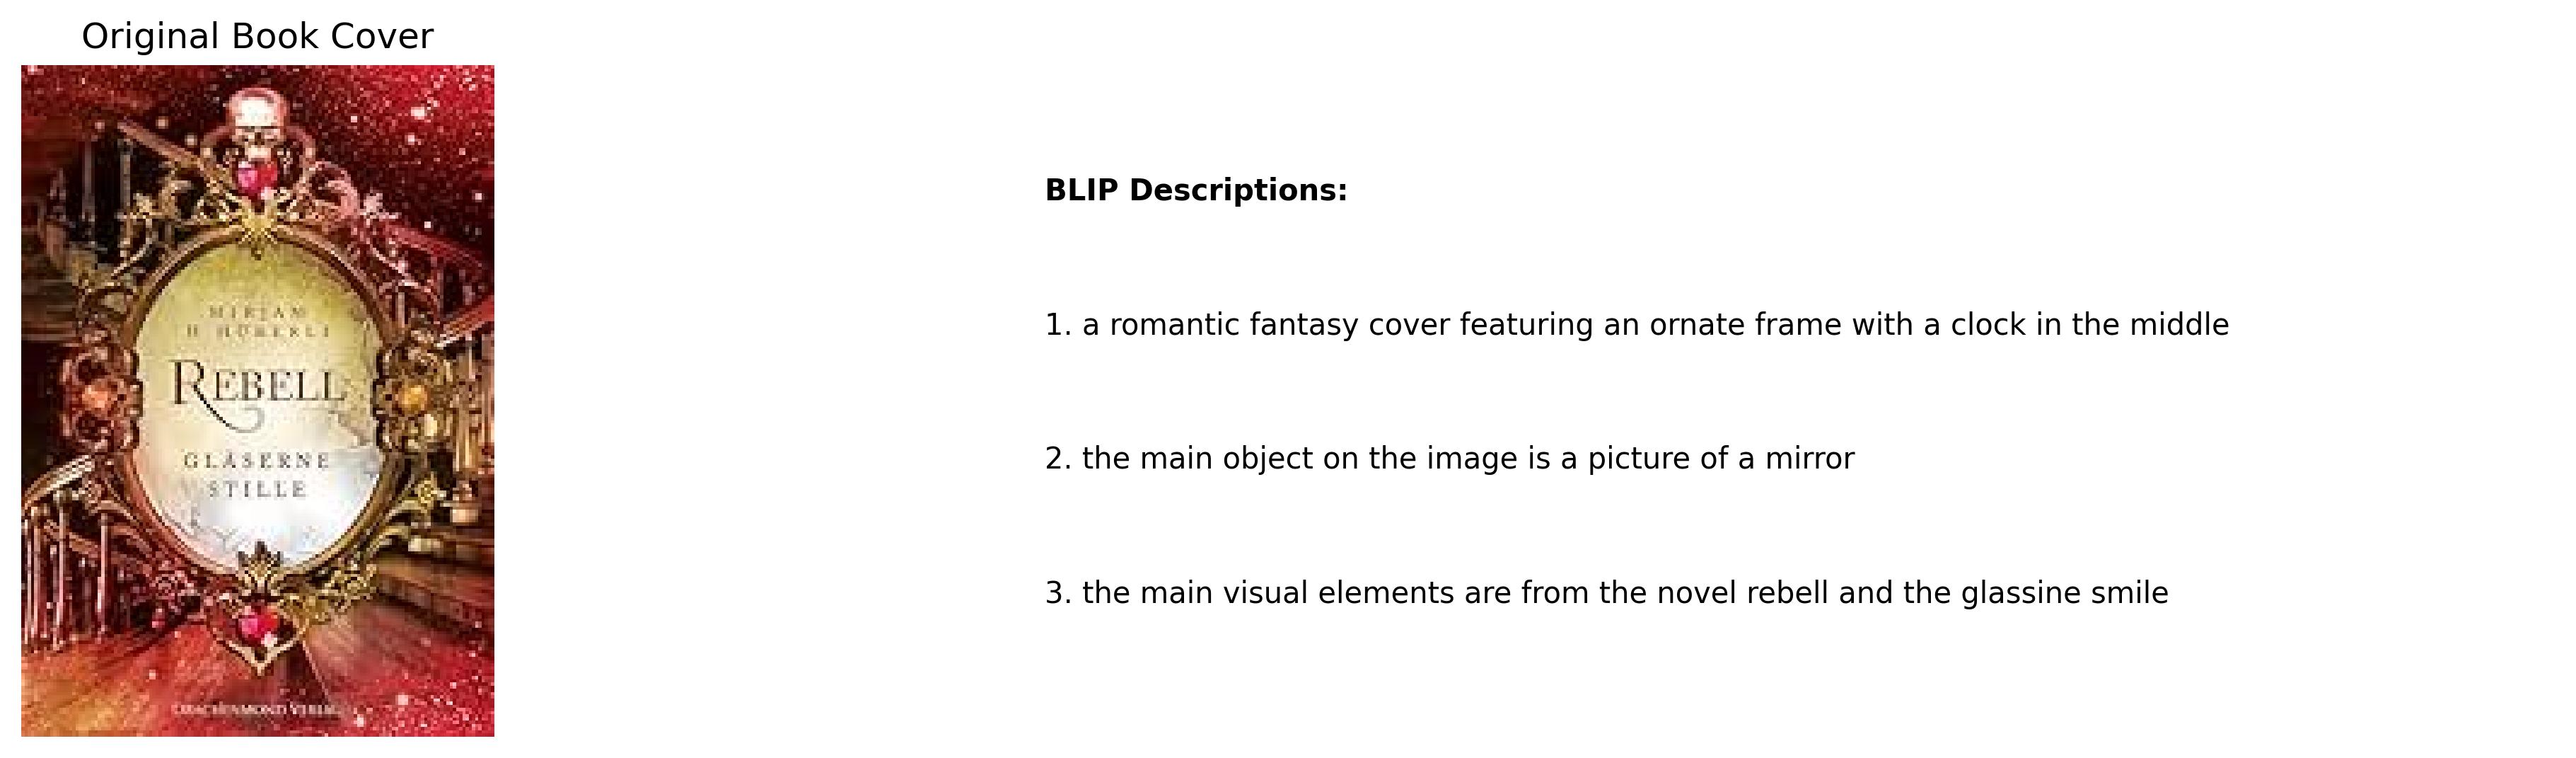 Original Book Cover
MIRJAM
H. HÜBERLI
REBELL
GLÄSERNE
STILLE
DRACHENMOND VERLAG
BLIP Descriptions:
1. a romantic fantasy cover featuring an ornate frame with a clock in the middle
2. the main object on the image is a picture of a mirror
3. the main visual elements are from the novel rebell and the glassine smile